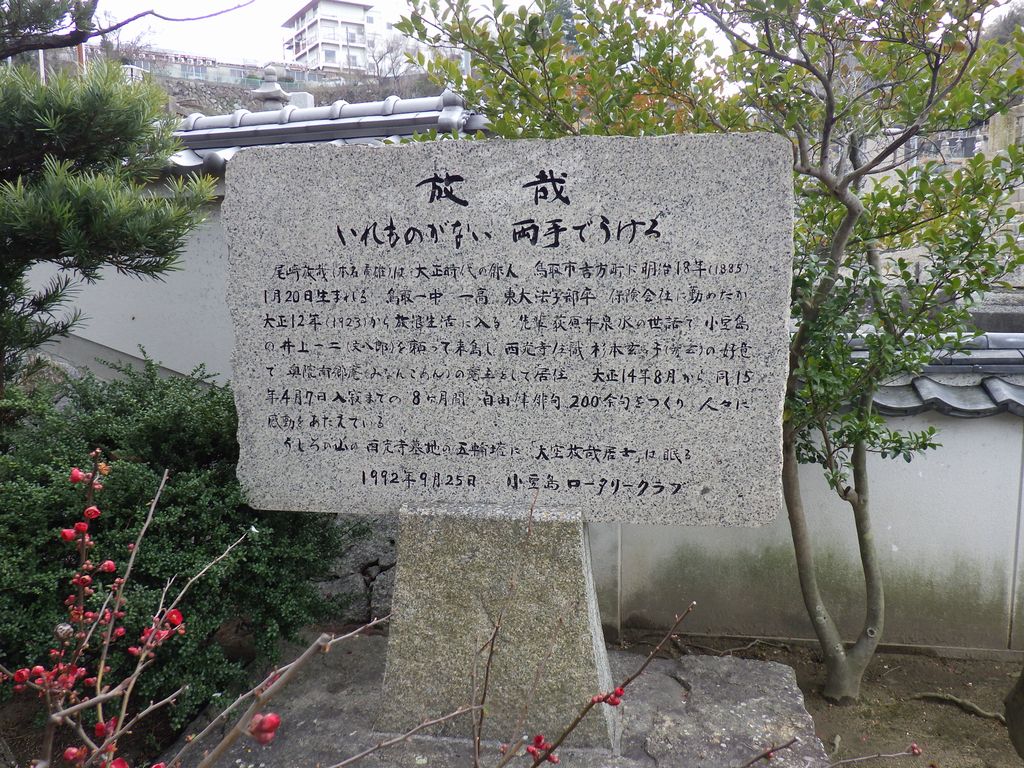 放哉
いれものがない 両手でうける
尾崎放哉(本名秀雄)は 大正時代の俳人 鳥取市吉方町に明治18年(1885)
1月20日生まれる 鳥取一中 一高 東大法学部卒 保険会社に勤めたが
大正12年(1923)から放浪生活に入る 先輩荻原井泉水の世話で 小豆島
の井上一二(文八郎)を頼って来島し 西光寺住職 杉本玄々子(宥玄)の好意
で 奥院南郷庵(みなんごあん)の庵主として居住 大正14年8月から 同15
年4月7日入寂までの 8ヶ月間 自由律俳句 200余句をつくり 人々に
感動をあたえている
うしろの山の西光寺墓地の五輪塔に「大空放哉居士」は眠る
1992年9月25日 小豆島ロータリークラブ